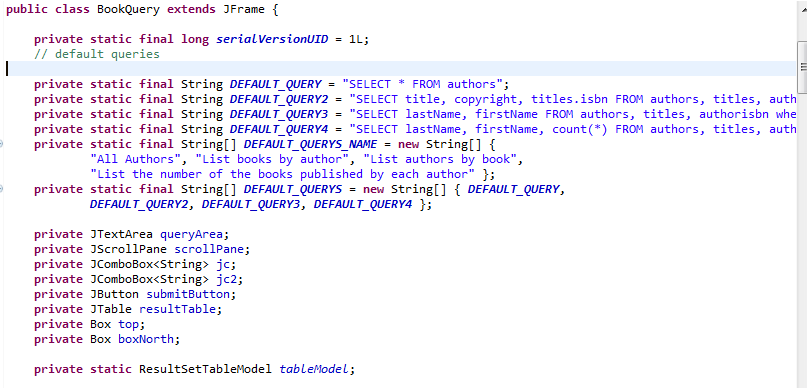 public class BookQuery extends JFrame {
private static final long serialVersionUID = 1L;
// default queries
private static final String DEFAULT_QUERY = "SELECT * FROM authors";
private static final String DEFAULT_QUERY2 = "SELECT title, copyright, titles.isbn FROM authors, titles, auth
private static final String DEFAULT_QUERY3 = "SELECT lastName, firstName FROM authors, titles, authorisbn whe
private static final String DEFAULT_QUERY4 = "SELECT lastName, firstName, count(*) FROM authors, titles, auth
private static final String[] DEFAULT_QUERYS_NAME = new String[] {
"All Authors", "List books by author", "List authors by book",
"List the number of the books published by each author" };
private static final String[] DEFAULT_QUERYS = new String[] { DEFAULT_QUERY,
DEFAULT_QUERY2, DEFAULT_QUERY3, DEFAULT_QUERY4 };
private JTextArea queryArea;
private JScrollPane scrollPane;
private JComboBox<String> jc;
private JComboBox<String> jc2;
private JButton submitButton;
private JTable resultTable;
private Box top;
private Box boxNorth;
private static ResultSetTableModel tableModel;